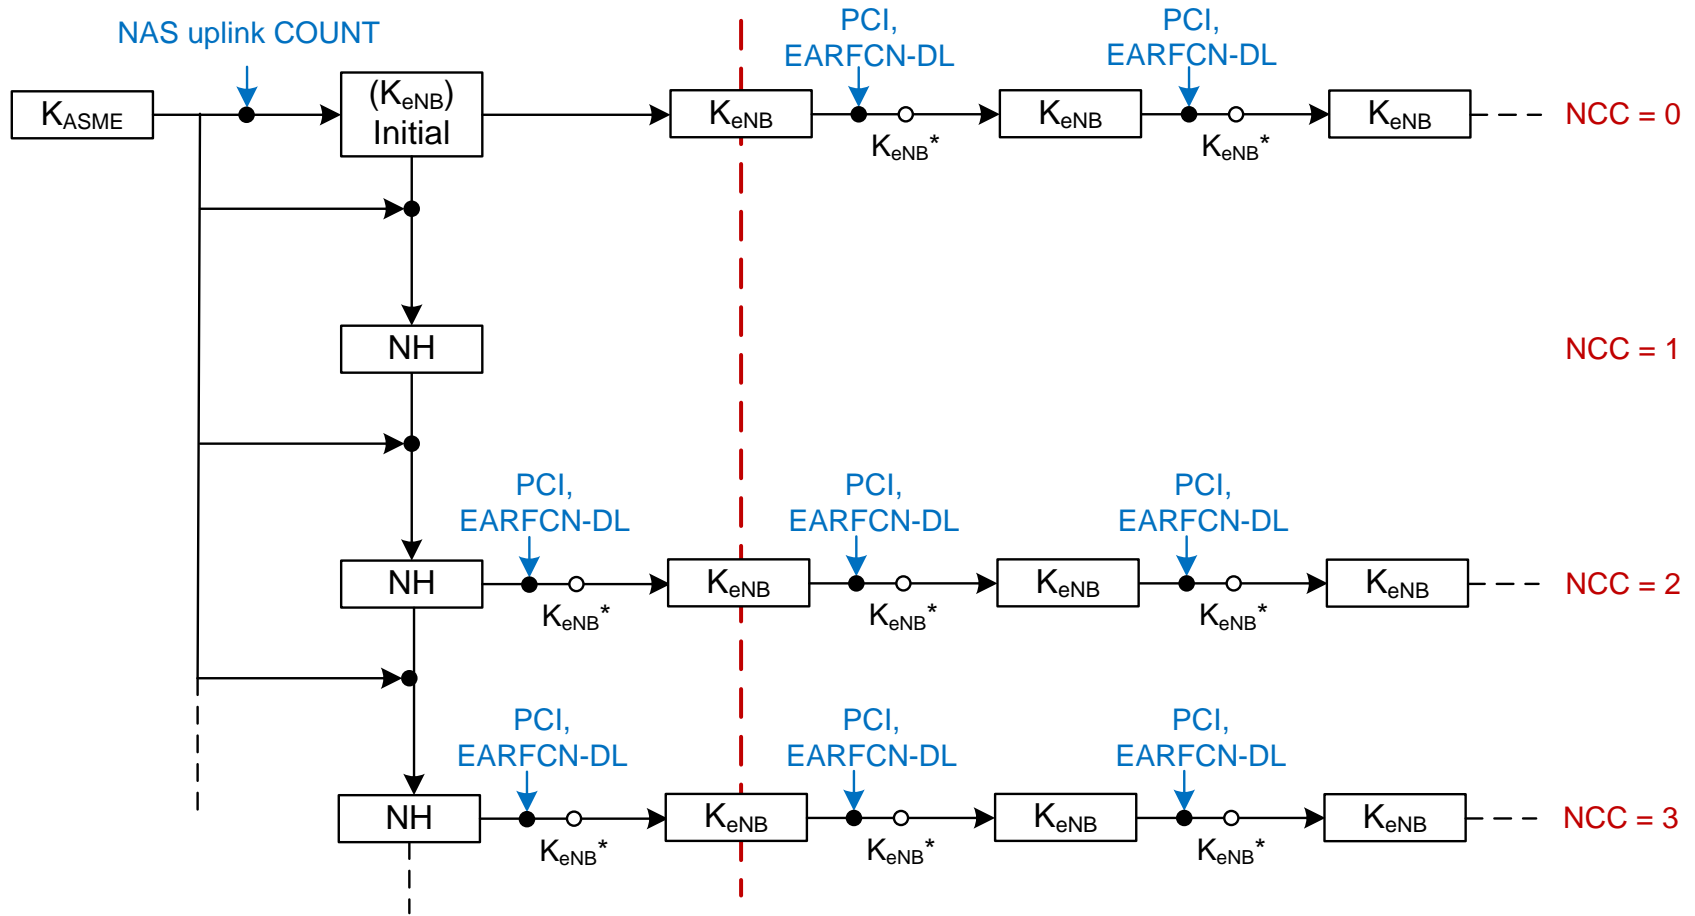 NAS uplink COUNT
PCI,
EARFCN-DL
PCI,
EARFCN-DL
KASME
(KeNB)
Initial
KeNB
KeNB*
KeNB
KeNB*
KeNB
NCC = 0
NH
NCC = 1
PCI,
EARFCN-DL
PCI,
EARFCN-DL
PCI,
EARFCN-DL
NH
KeNB*
KeNB
KeNB*
KeNB
KeNB*
KeNB
NCC = 2
PCI,
EARFCN-DL
PCI,
EARFCN-DL
PCI,
EARFCN-DL
NH
KeNB*
KeNB
KeNB*
KeNB
KeNB*
KeNB
NCC = 3